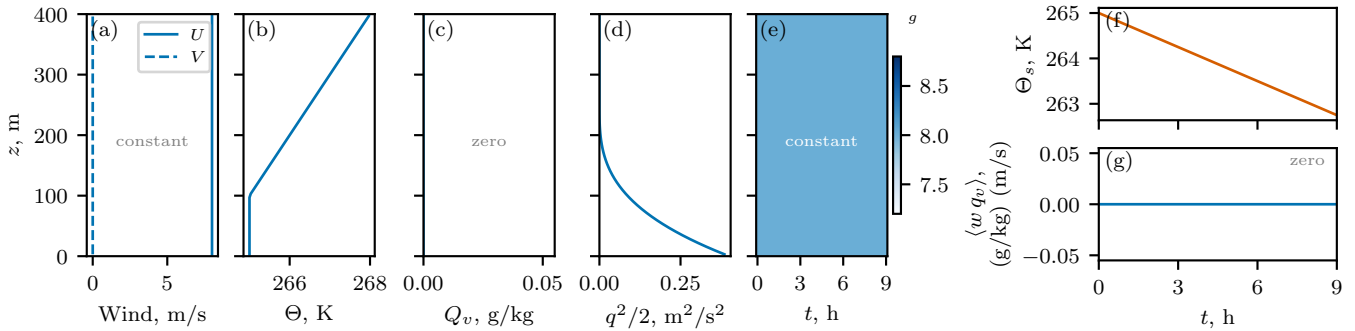 (a)
U
V
constant
400
300
200
100
0
z, m
0 5
Wind, m/s
(b)
266 268
Θ, K
(c)
zero
0.00 0.05
Q_v, g/kg
(d)
0.00 0.25
q²/2, m²/s²
(e)
constant
0 3 6 9
t, h
g
8.5
8.0
7.5
(f)
265
264
263
Θ_s, K
(g)
zero
0.05
0.00
−0.05
⟨w q_v⟩,
(g/kg) (m/s)
0 3 6 9
t, h